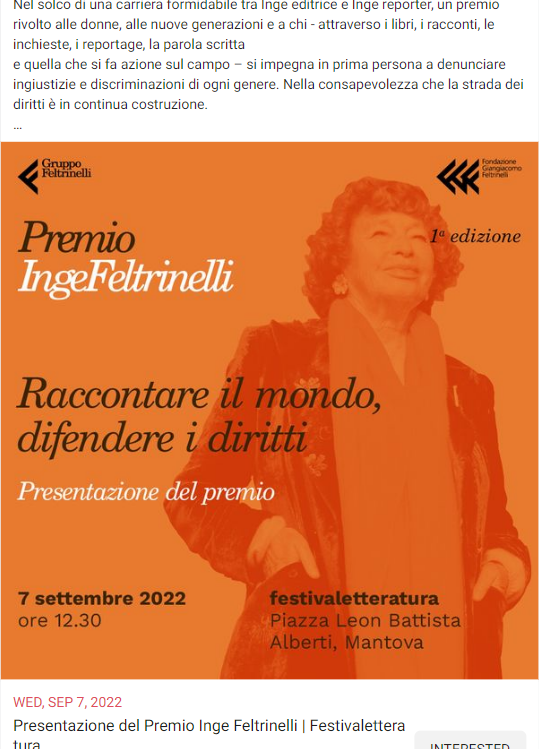 Nel solco di una carriera formidabile tra Inge editrice e Inge reporter, un premio
rivolto alle donne, alle nuove generazioni e a chi - attraverso i libri, i racconti, le
inchieste, i reportage, la parola scritta
e quella che si fa azione sul campo – si impegna in prima persona a denunciare
ingiustizie e discriminazioni di ogni genere. Nella consapevolezza che la strada dei
diritti è in continua costruzione.
...
Gruppo
Feltrinelli
Fondazione
Giangiacomo
Feltrinelli
1ª edizione
Premio
IngeFeltrinelli
Raccontare il mondo,
difendere i diritti
Presentazione del premio
7 settembre 2022
ore 12.30
festivaletteratura
Piazza Leon Battista
Alberti, Mantova
WED, SEP 7, 2022
Presentazione del Premio Inge Feltrinelli | Festivalettera
tura
INTERESTED